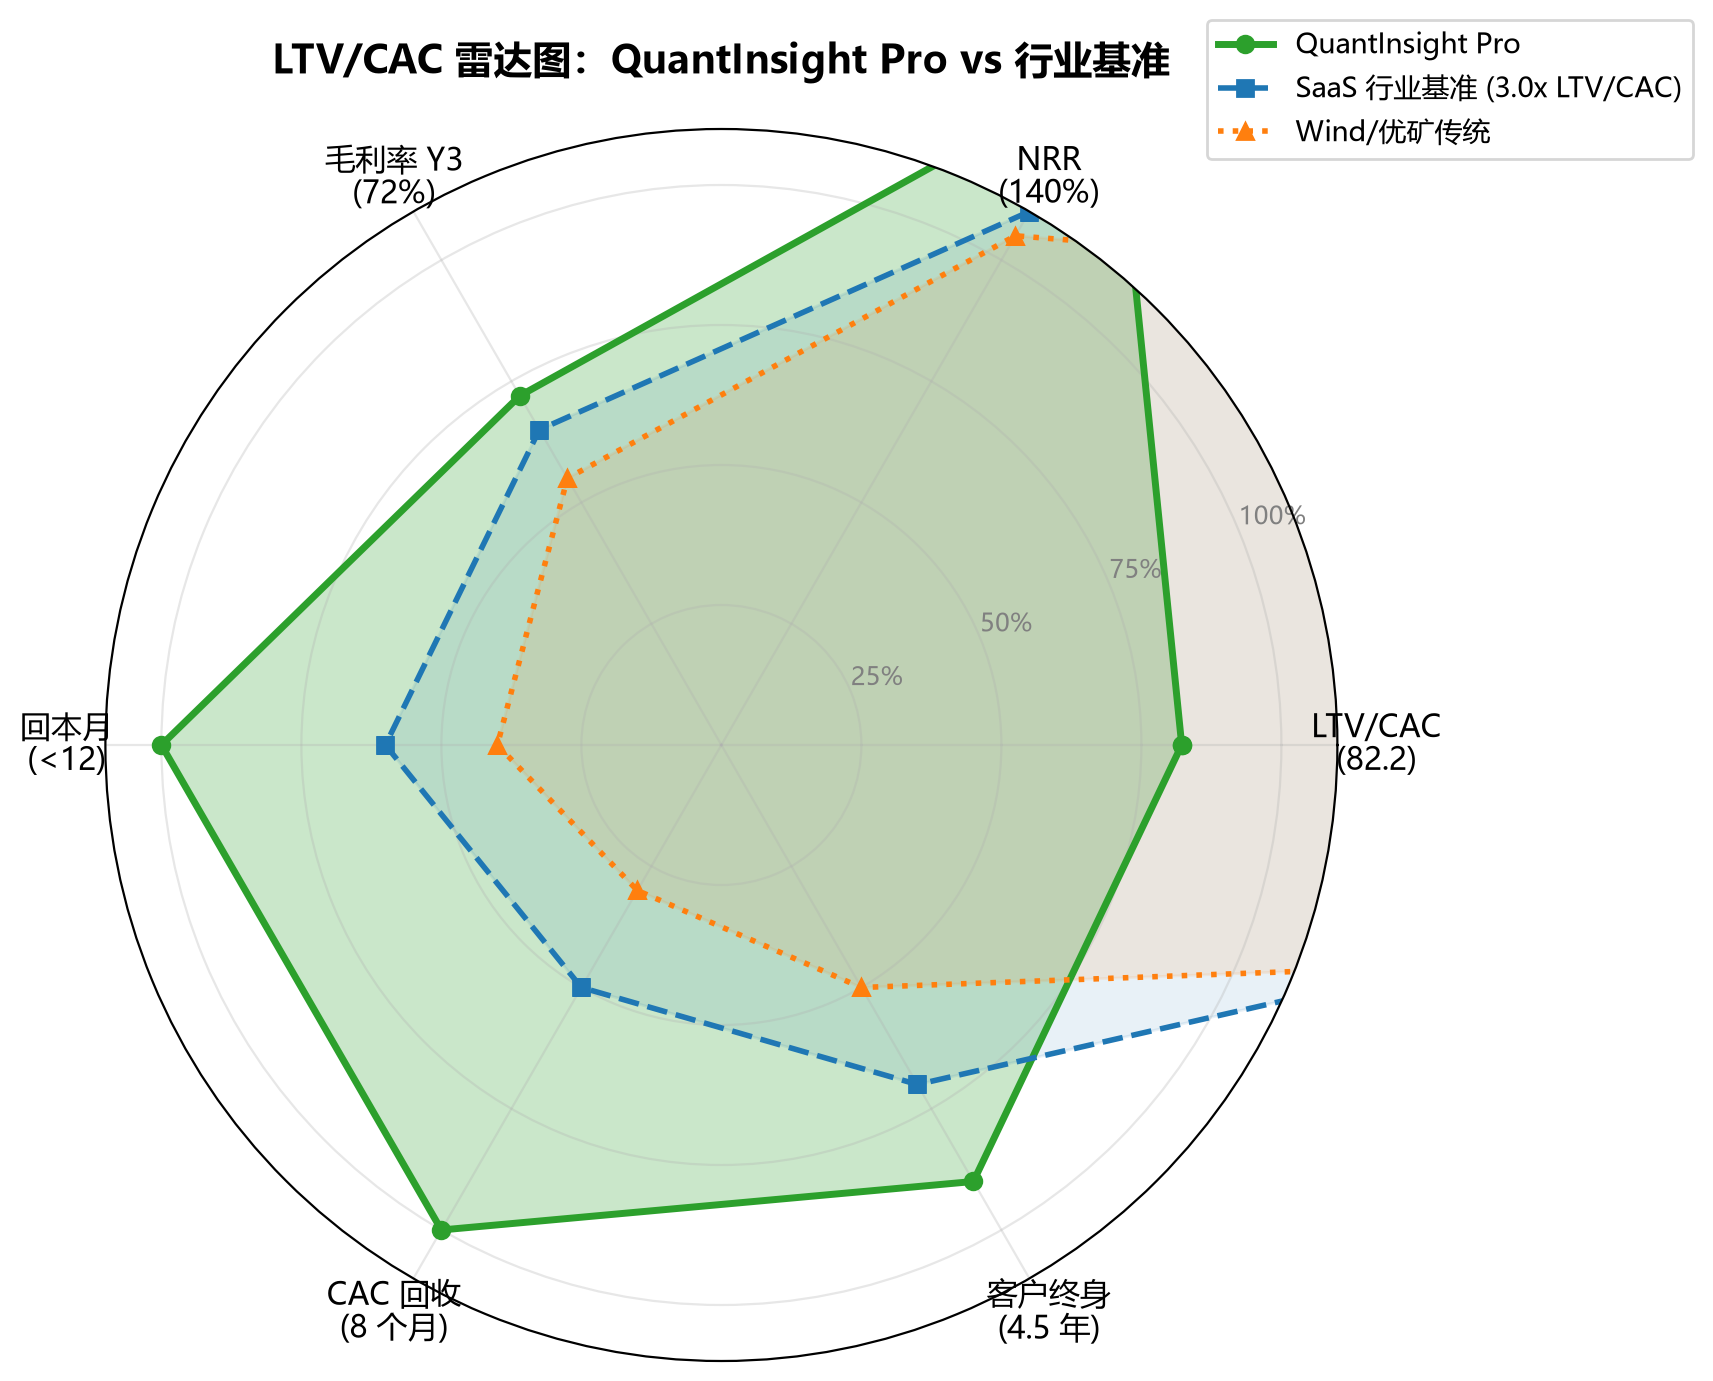 LTV/CAC 雷达图：QuantInsight Pro vs 行业基准
QuantInsight Pro
SaaS 行业基准 (3.0x LTV/CAC)
Wind/优矿传统
毛利率 Y3
(72%)
NRR
(140%)
100%
75%
50%
25%
回本月
(<12)
LTV/CAC
(82.2)
CAC 回收
(8 个月)
客户终身
(4.5 年)